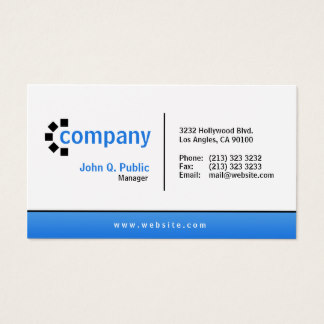 company
John Q. Public
Manager
3232 Hollywood Blvd.
Los Angles, CA 90100
Phone: (213) 323 3232
Fax: (213) 323 3233
Email: mail@website.com
www.website.com